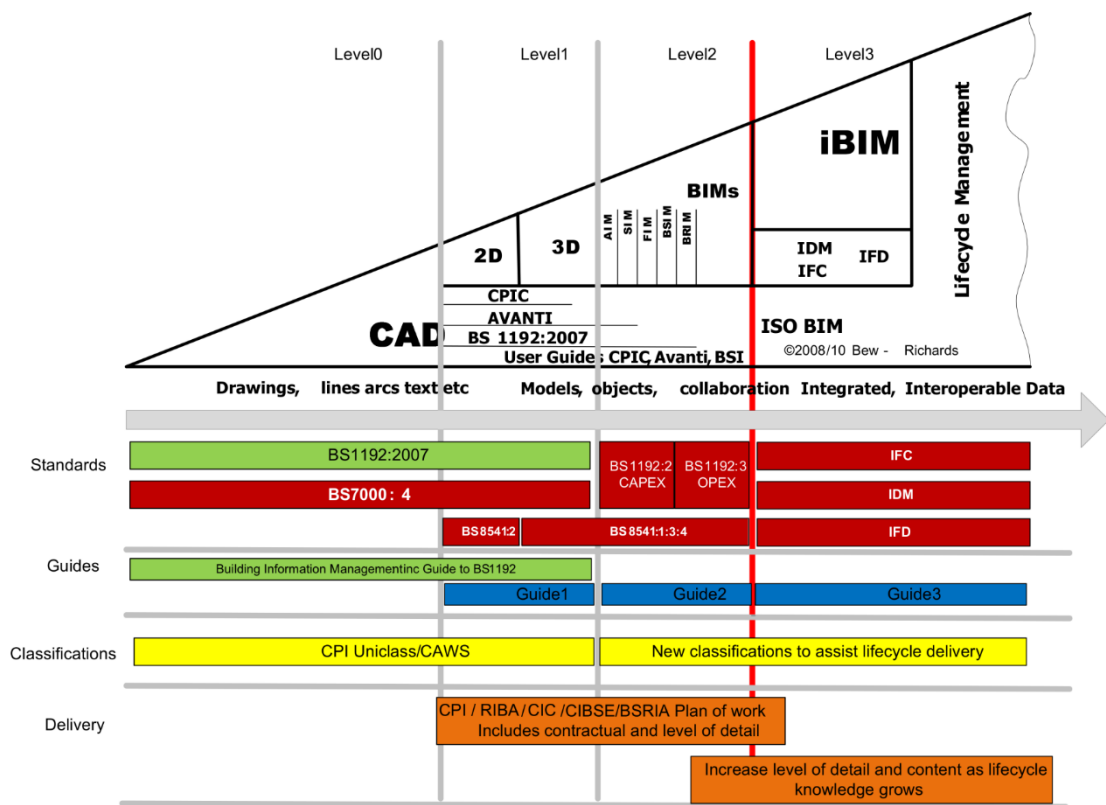 Level0
Level1
Level2
Level3
iBIM
BIMs
Lifecycle Management
AIM
SIM
FIM
BSIM
BRIM
2D
3D
IDM
IFC
IFD
CPIC
AVANTI
CAD
BS 1192:2007
ISO BIM
User Guides CPIC, Avanti, BSI
©2008/10 Bew - Richards
Drawings, lines arcs text etc
Models, objects, collaboration
Integrated, Interoperable Data
Standards
BS1192:2007
BS7000: 4
BS1192:2
CAPEX
BS1192:3
OPEX
IFC
IDM
BS8541:2
BS8541:1:3:4
IFD
Guides
Building Information Managementinc Guide to BS1192
Guide1
Guide2
Guide3
Classifications
CPI Uniclass/CAWS
New classifications to assist lifecycle delivery
Delivery
CPI / RIBA/CIC /CIBSE/BSRIA Plan of work
Includes contractual and level of detail
Increase level of detail and content as lifecycle
knowledge grows